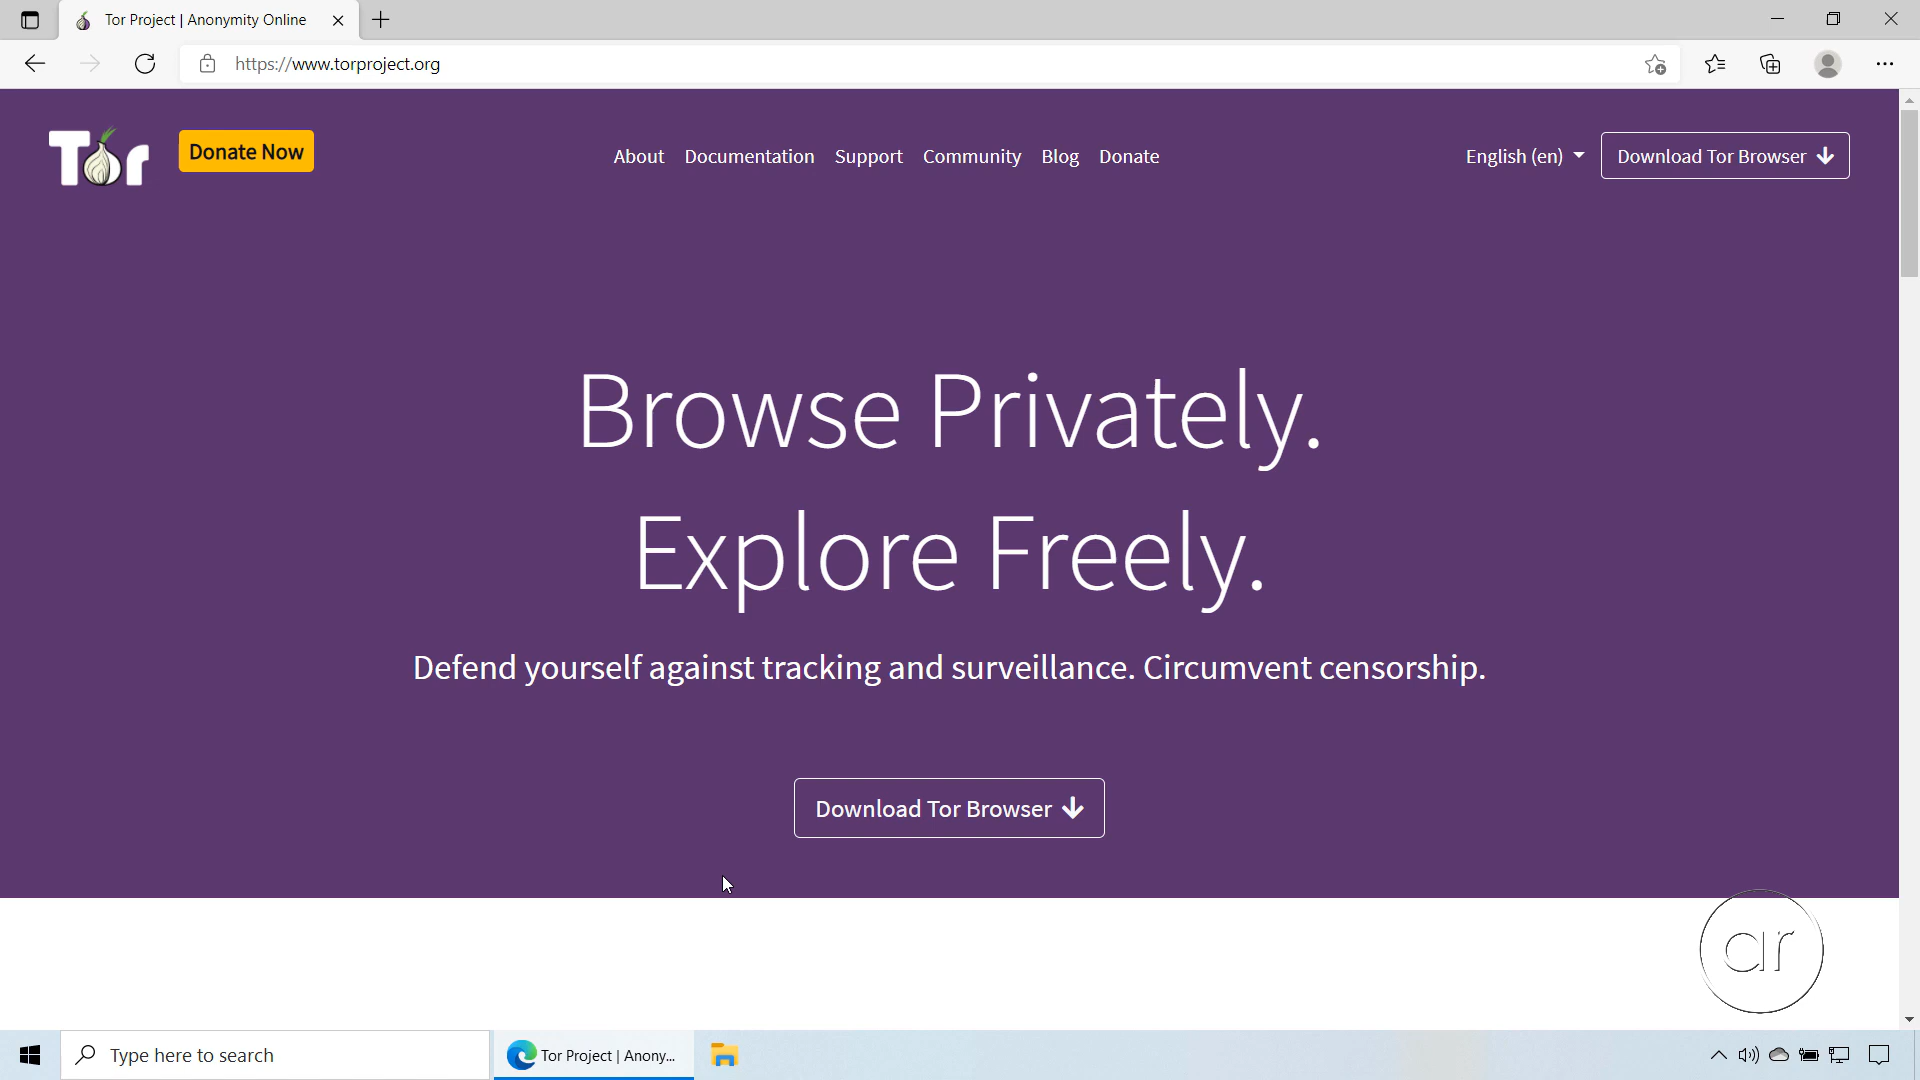 Tor Project | Anonymity Online
https://www.torproject.org
Tor
Donate Now
About Documentation Support Community Blog Donate
English (en)
Download Tor Browser
Browse Privately.
Explore Freely.
Defend yourself against tracking and surveillance. Circumvent censorship.
Download Tor Browser
ar
Type here to search
Tor Project | Anony...